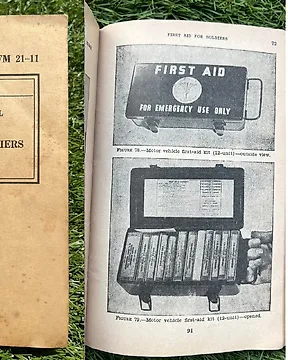 FM 21-11
IERS
FIRST AID FOR SOLDIERS
72
FIRST AID
FOR EMERGENCY USE ONLY
FIGURE 78.—Motor vehicle first-aid kit (12-unit)—outside view.
FIGURE 79.—Motor vehicle first-aid kit (12-unit)—opened.
91